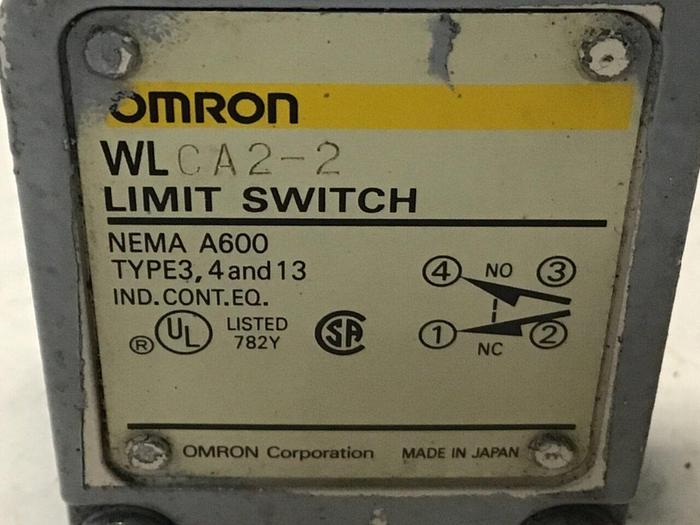 OMRON
WLCA2-2
LIMIT SWITCH
NEMA A600
TYPE3, 4 and 13
IND. CONT. EQ.
® UL LISTED 782Y SA
4 NO 3
1 NC 2
OMRON Corporation MADE IN JAPAN